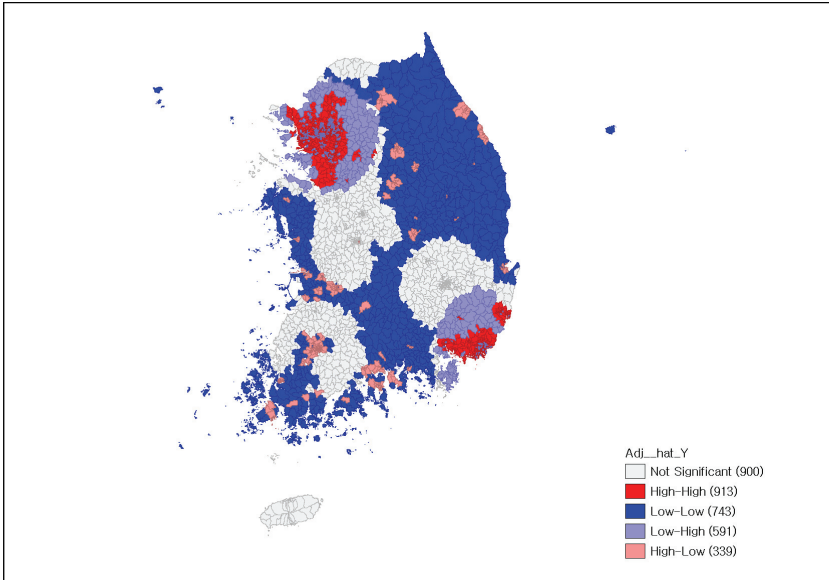 Adj__hat_Y
Not Significant (900)
High-High (913)
Low-Low (743)
Low-High (591)
High-Low (339)